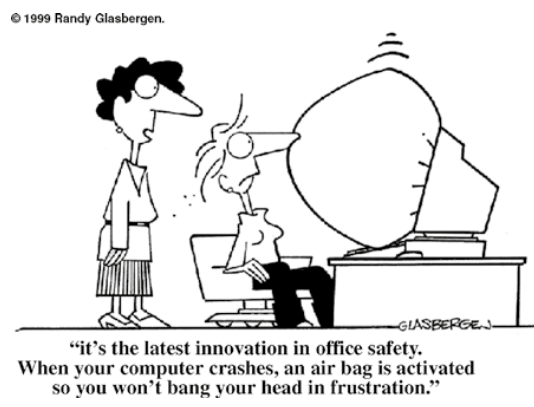 © 1999 Randy Glasbergen.
GLASBERGEN
“it’s the latest innovation in office safety.
When your computer crashes, an air bag is activated
so you won’t bang your head in frustration.”